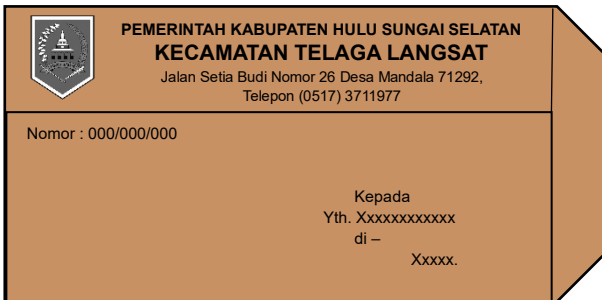 PEMERINTAH KABUPATEN HULU SUNGAI SELATAN
KECAMATAN TELAGA LANGSAT
Jalan Setia Budi Nomor 26 Desa Mandala 71292,
Telepon (0517) 3711977
Nomor : 000/000/000
Kepada
Yth. Xxxxxxxxxxxx
di –
Xxxxx.